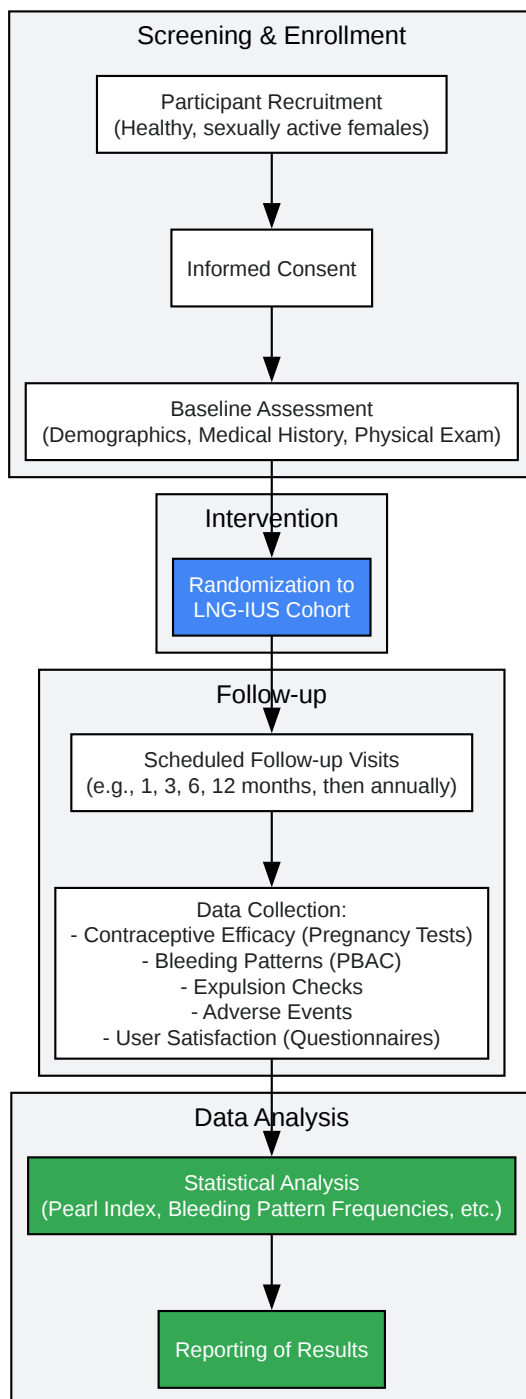 Screening & Enrollment
Participant Recruitment
(Healthy, sexually active females)
Informed Consent
Baseline Assessment
(Demographics, Medical History, Physical Exam)
Intervention
Randomization to
LNG-IUS Cohort
Follow-up
Scheduled Follow-up Visits
(e.g., 1, 3, 6, 12 months, then annually)
Data Collection:
- Contraceptive Efficacy (Pregnancy Tests)
- Bleeding Patterns (PBAC)
- Expulsion Checks
- Adverse Events
- User Satisfaction (Questionnaires)
Data Analysis
Statistical Analysis
(Pearl Index, Bleeding Pattern Frequencies, etc.)
Reporting of Results